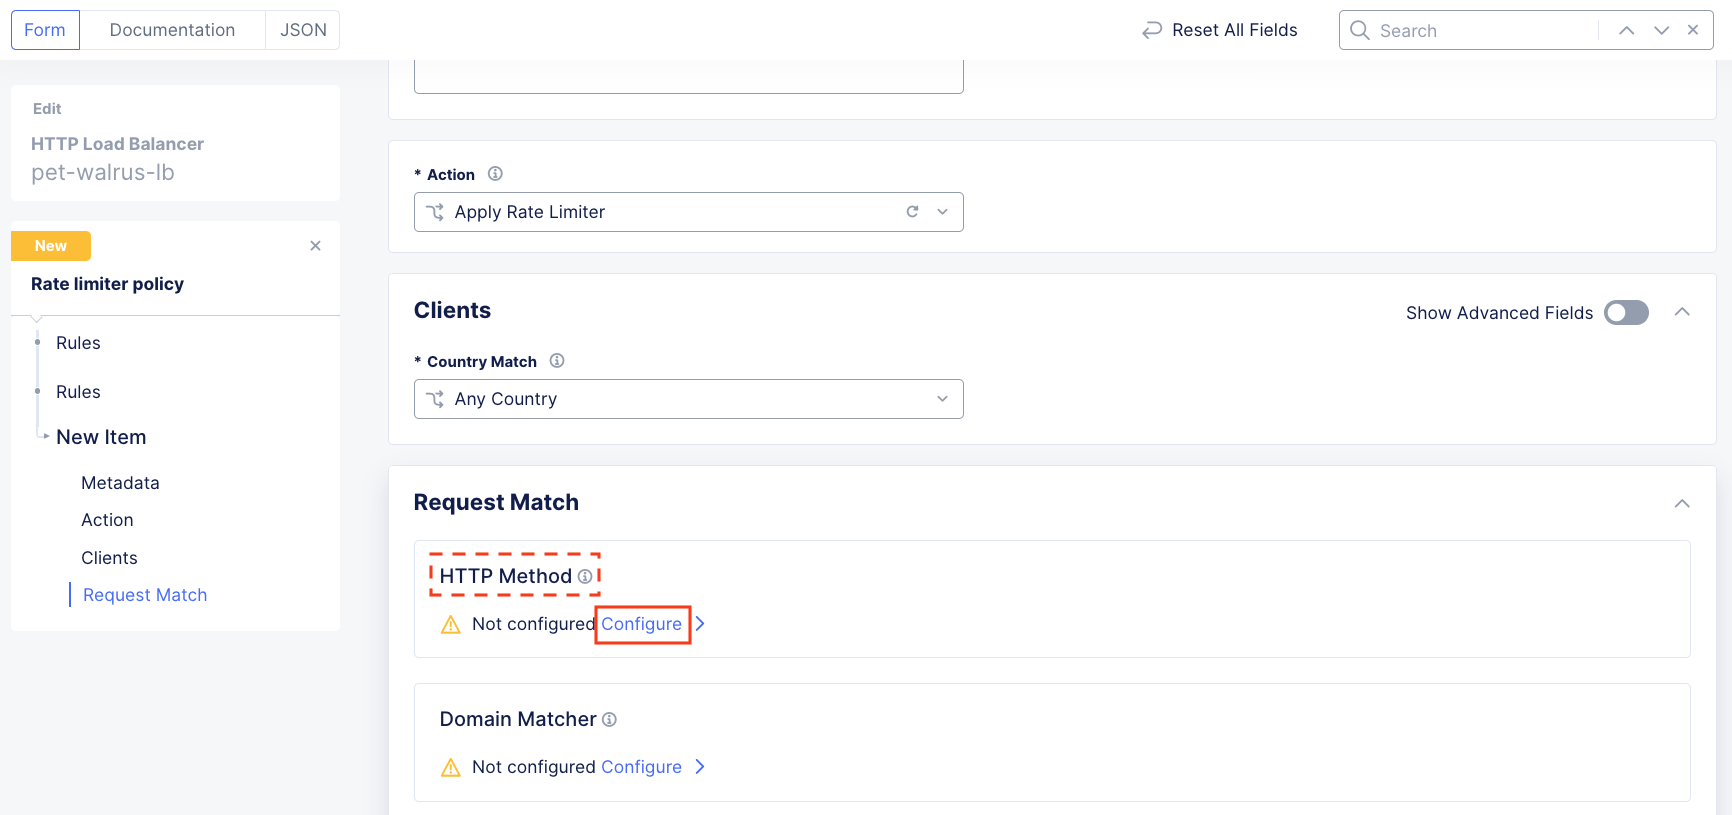 Form
Documentation
JSON
Reset All Fields
Search
Edit
HTTP Load Balancer
pet-walrus-lb
New
Rate limiter policy
Rules
Rules
New Item
Metadata
Action
Clients
Request Match
* Action
Apply Rate Limiter
Clients
Show Advanced Fields
* Country Match
Any Country
Request Match
HTTP Method
Not configured Configure
Domain Matcher
Not configured Configure